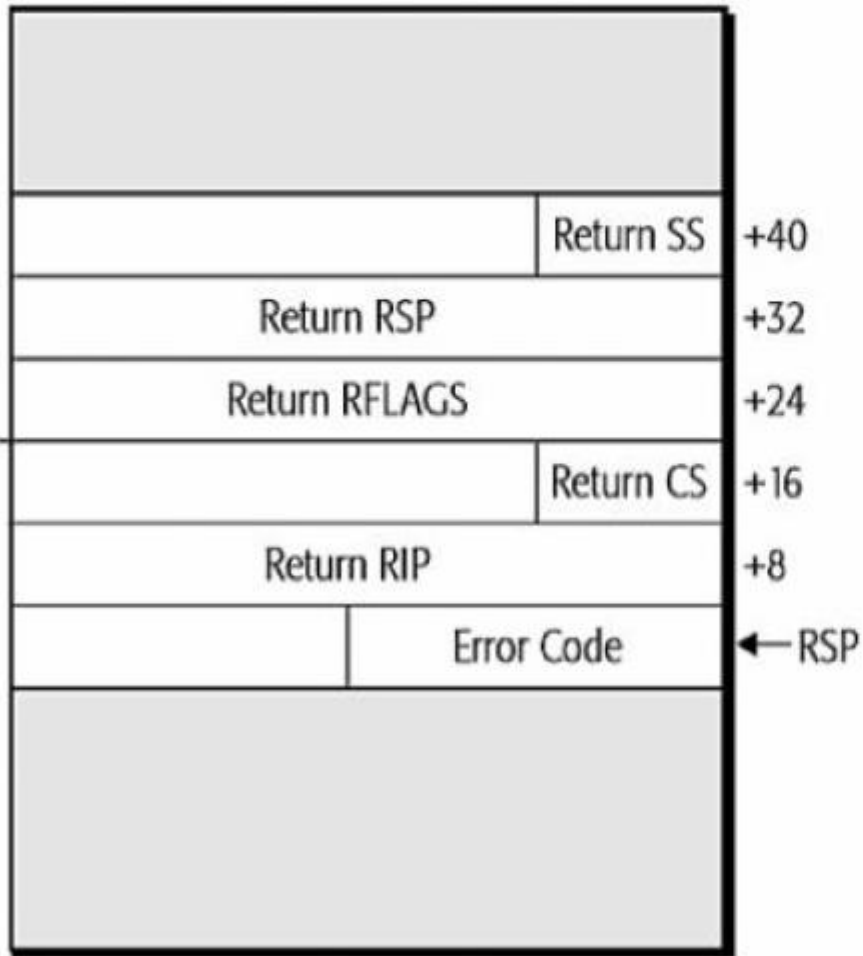 Return SS +40
Return RSP +32
Return RFLAGS +24
Return CS +16
Return RIP +8
Error Code RSP